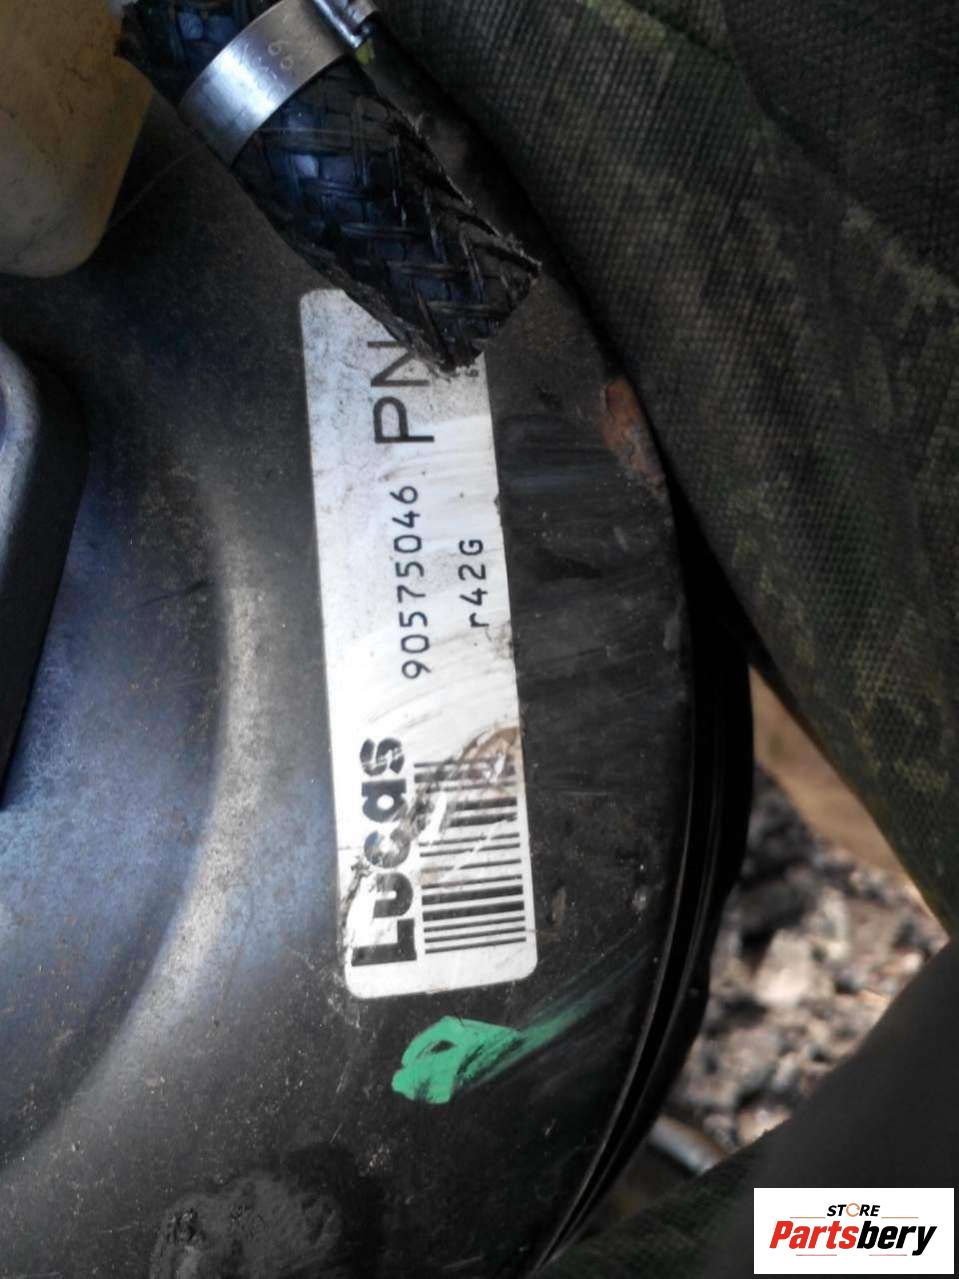 Lucas
90575046 PN
r42G
STORE
Partsbery